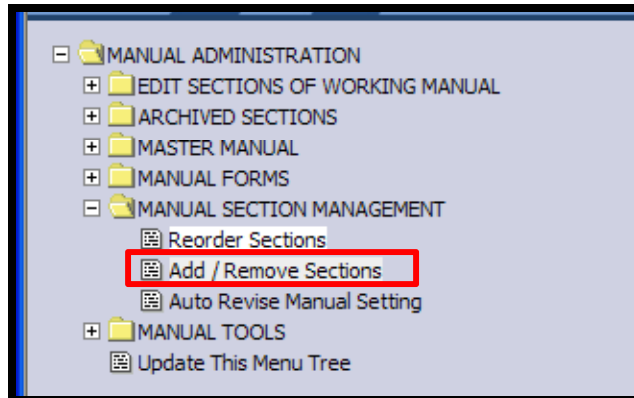 MANUAL ADMINISTRATION
EDIT SECTIONS OF WORKING MANUAL
ARCHIVED SECTIONS
MASTER MANUAL
MANUAL FORMS
MANUAL SECTION MANAGEMENT
Reorder Sections
Add / Remove Sections
Auto Revise Manual Setting
MANUAL TOOLS
Update This Menu Tree